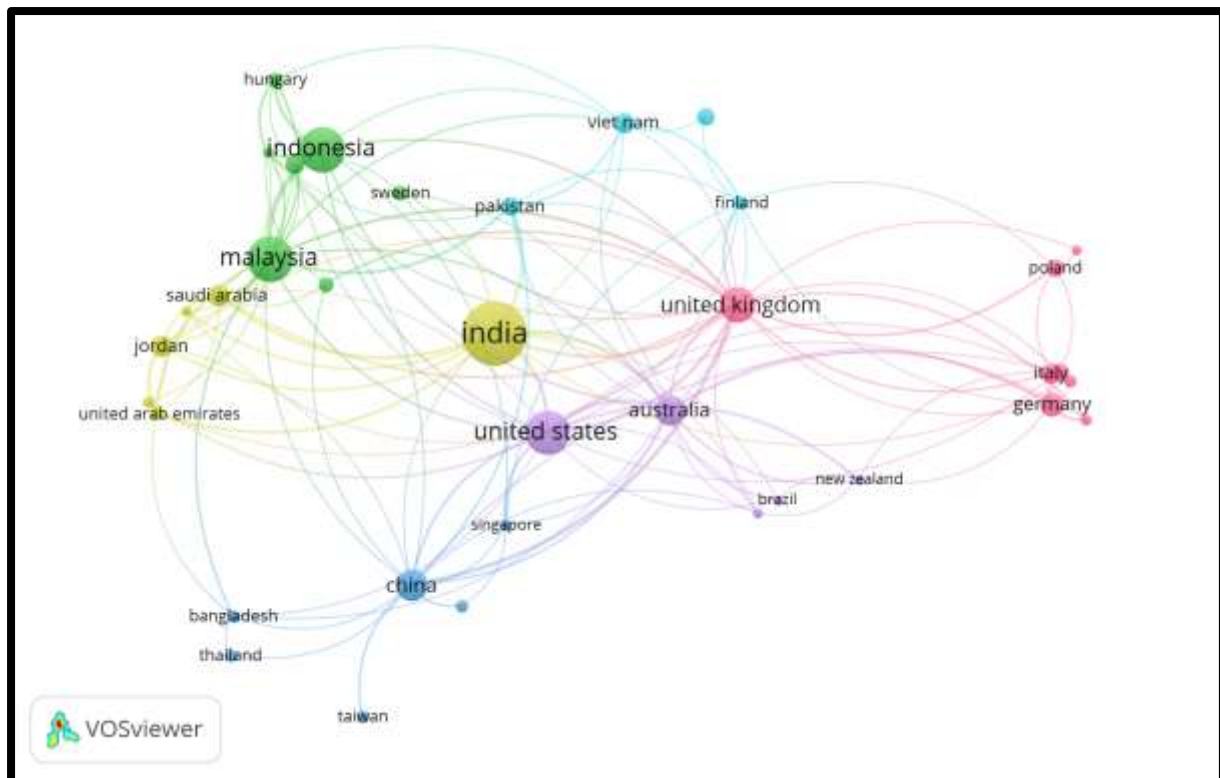 hungary
viet nam
indonesia
sweden
pakistan
finland
malaysia
poland
saudi arabia
united kingdom
india
jordan
italy
germany
united arab emirates
australia
united states
new zealand
brazil
singapore
china
bangladesh
thailand
taiwan
VOSviewer